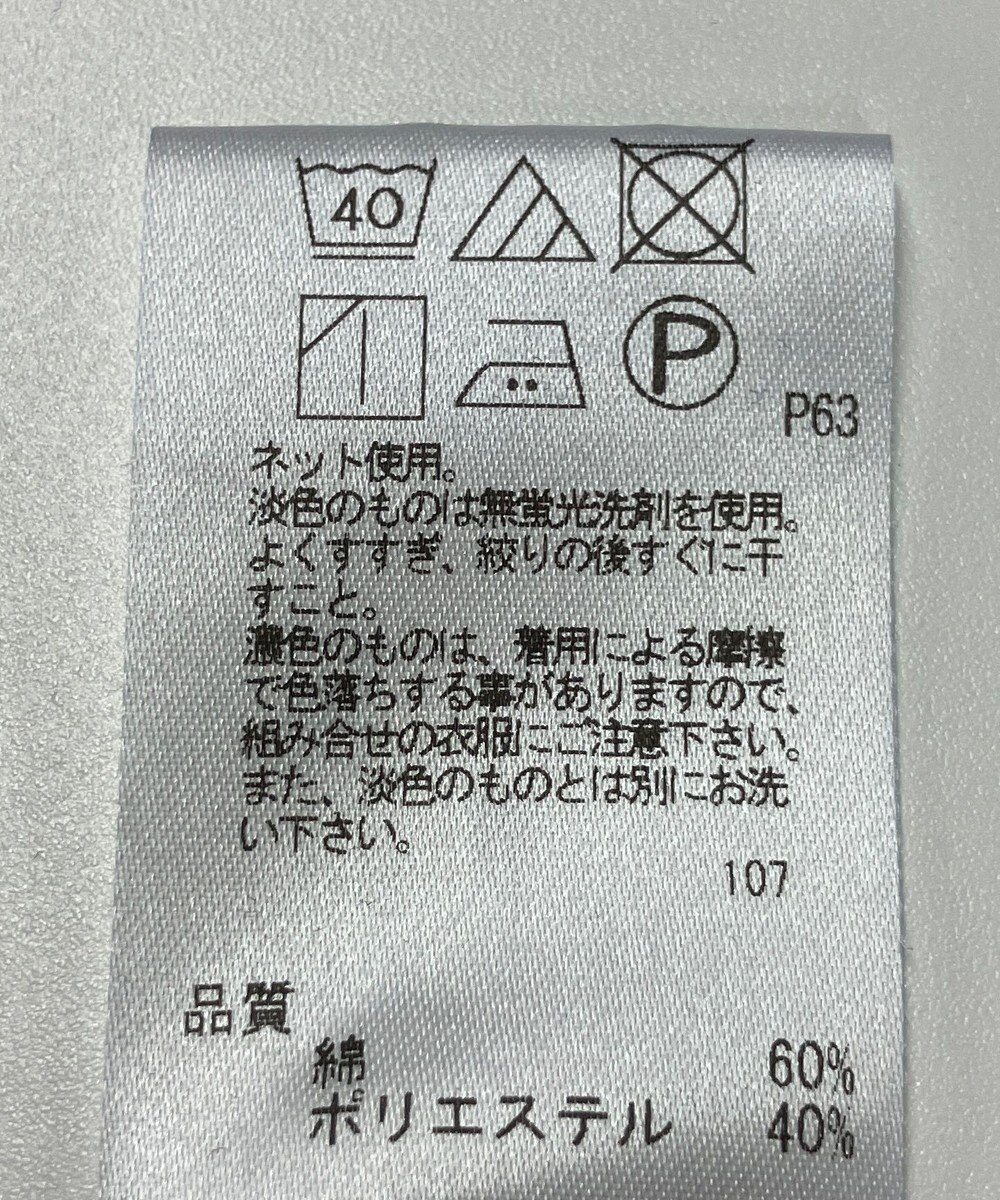 40
P
P63
ネット使用。
淡色のものは無蛍光洗剤を使用。
よくすすぎ、絞りの後すぐに干
すこと。
濃色のものは、着用による摩擦
で色落ちする事がありますので、
組み合せの衣服にご注意下さい。
また、淡色のものとは別にお洗
い下さい。
107
品質
綿 60%
ポリエステル 40%